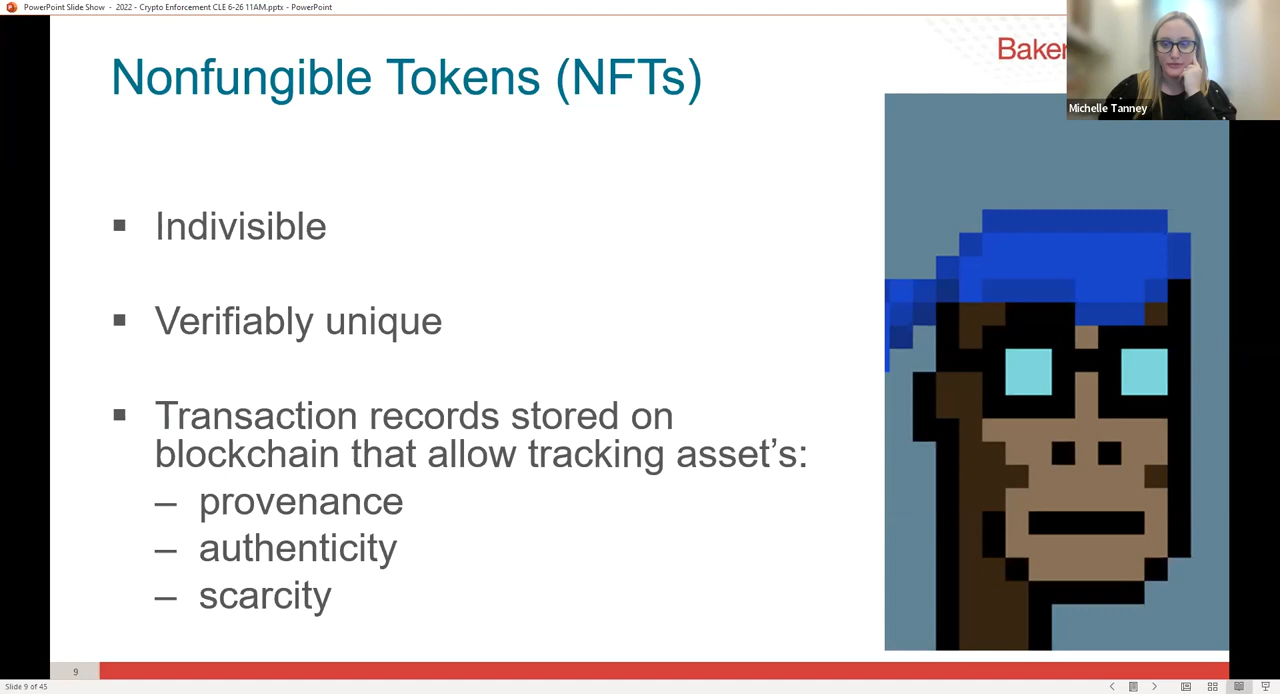 PowerPoint Slide Show - 2022 - Crypto Enforcement CLE 6-26 11AM.pptx - PowerPoint
Nonfungible Tokens (NFTs)
Baker
Michelle Tanney
▪ Indivisible
▪ Verifiably unique
▪ Transaction records stored on
blockchain that allow tracking asset’s:
– provenance
– authenticity
– scarcity
9
Slide 9 of 45